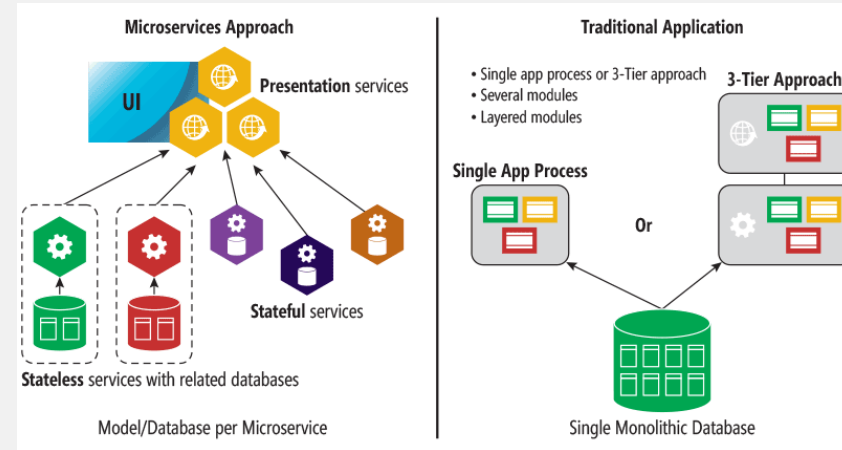 Microservices Approach
UI
Presentation services
Stateful services
Stateless services with related databases
Model/Database per Microservice
Traditional Application
• Single app process or 3-Tier approach
• Several modules
• Layered modules
3-Tier Approach
Single App Process
Or
Single Monolithic Database